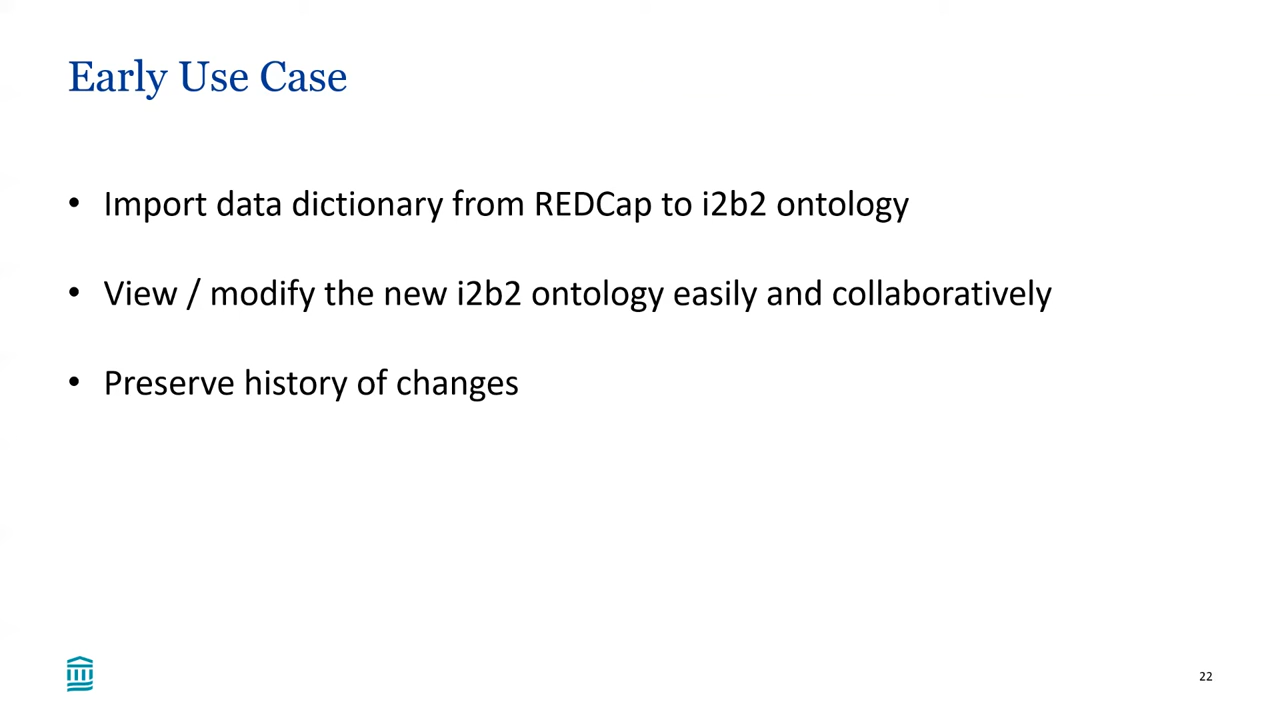 Early Use Case
• Import data dictionary from REDCap to i2b2 ontology
• View / modify the new i2b2 ontology easily and collaboratively
• Preserve history of changes
22